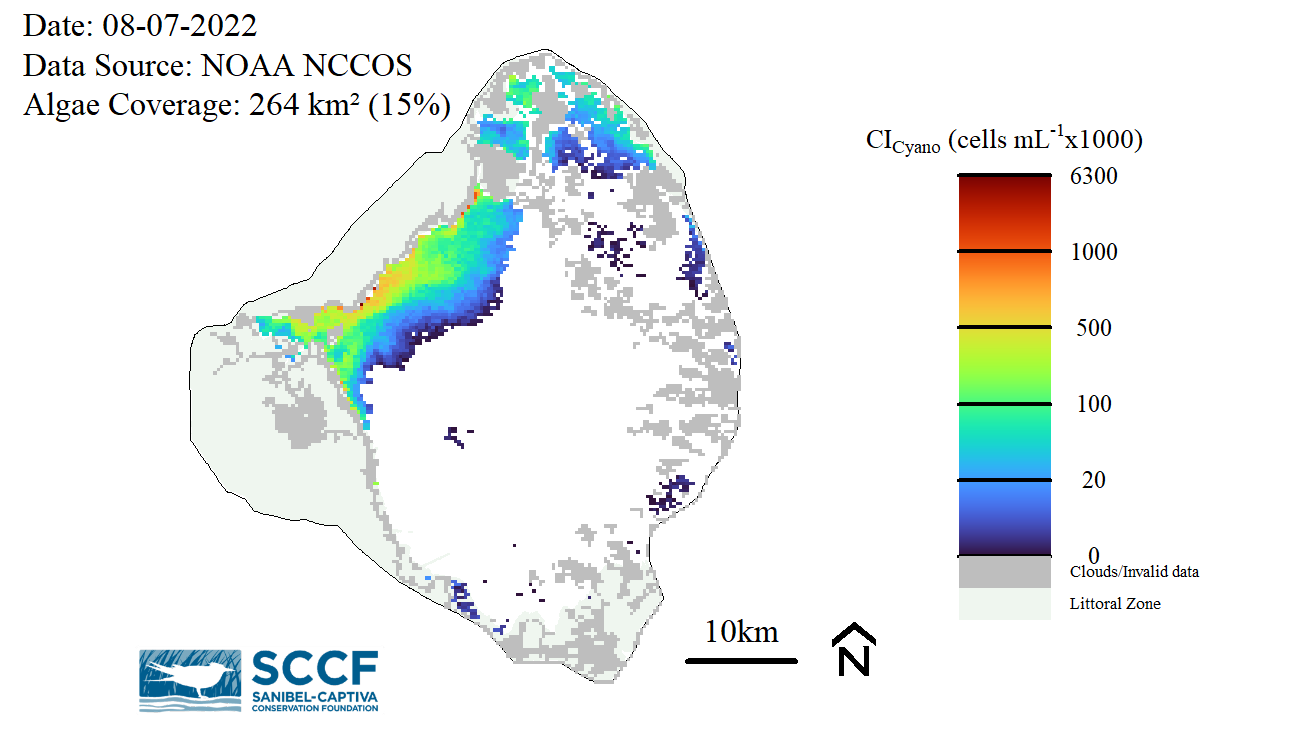 Date: 08-07-2022
Data Source: NOAA NCCOS
Algae Coverage: 264 km² (15%)
CICyano (cells mL-1x1000)
6300
1000
500
100
20
0
Clouds/Invalid data
Littoral Zone
10km
N
SCCF
SANIBEL-CAPTIVA
CONSERVATION FOUNDATION